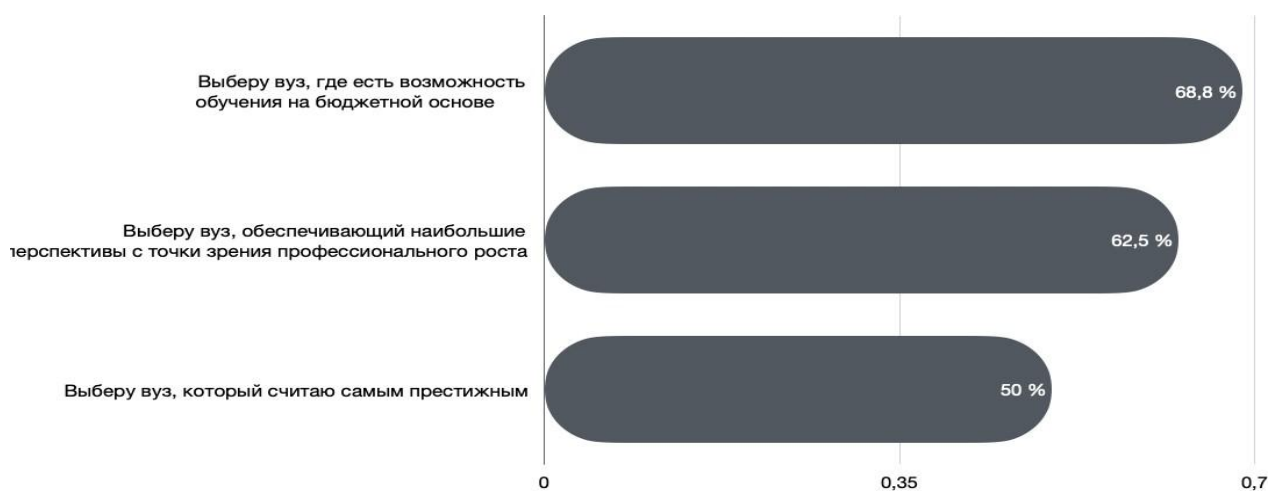 Выберу вуз, где есть возможность
обучения на бюджетной основе
68,8 %
Выберу вуз, обеспечивающий наибольшие
перспективы с точки зрения профессионального роста
62,5 %
Выберу вуз, который считаю самым престижным
50 %
0
0,35
0,7